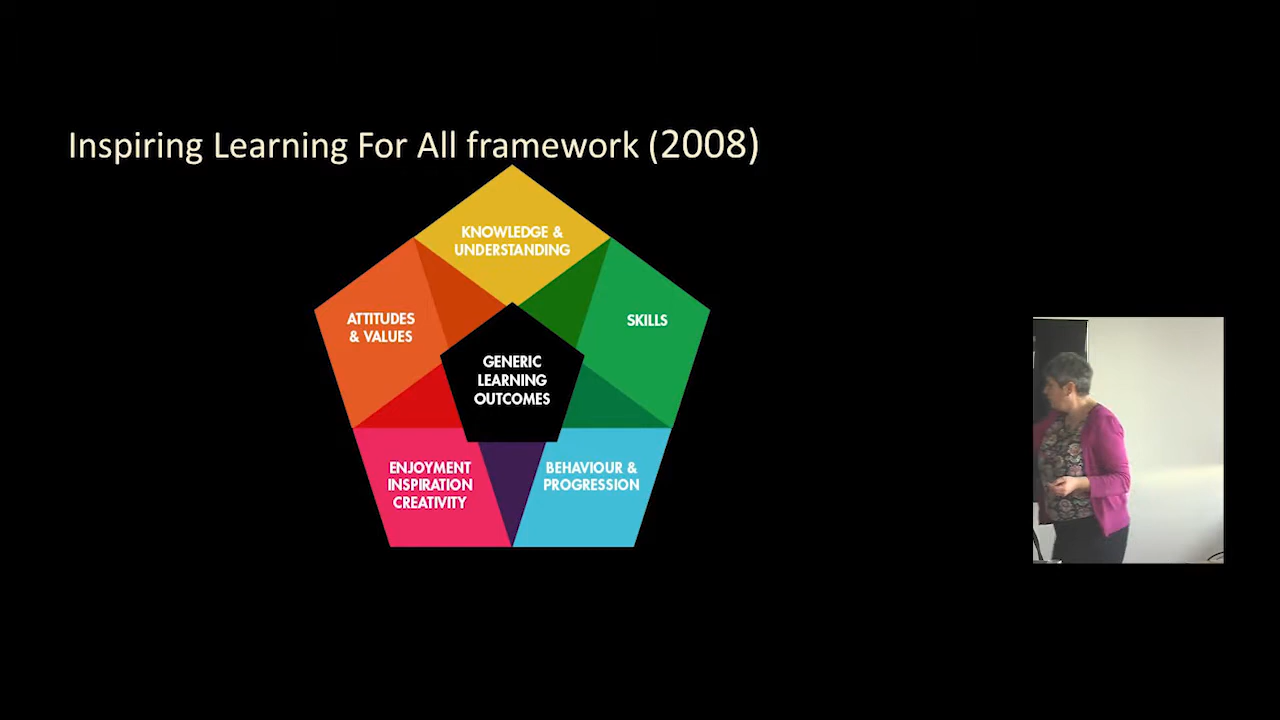 Inspiring Learning For All framework (2008)
KNOWLEDGE &
UNDERSTANDING
ATTITUDES
& VALUES
SKILLS
GENERIC
LEARNING
OUTCOMES
ENJOYMENT
INSPIRATION
CREATIVITY
BEHAVIOUR &
PROGRESSION